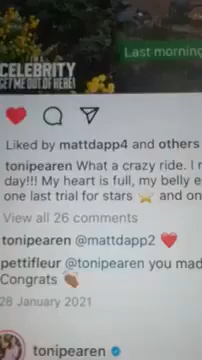 Last morning
CELEBRITY
GET ME OUT OF HERE!
Liked by mattdapp4 and others
tonipearen What a crazy ride. I
day!!! My heart is full, my belly
one last trial for stars ⭐ and on
View all 26 comments
tonipearen @mattdapp2 ❤️
pettifleur @tonipearen you mad
Congrats 👏🏾
28 January 2021
tonipearen